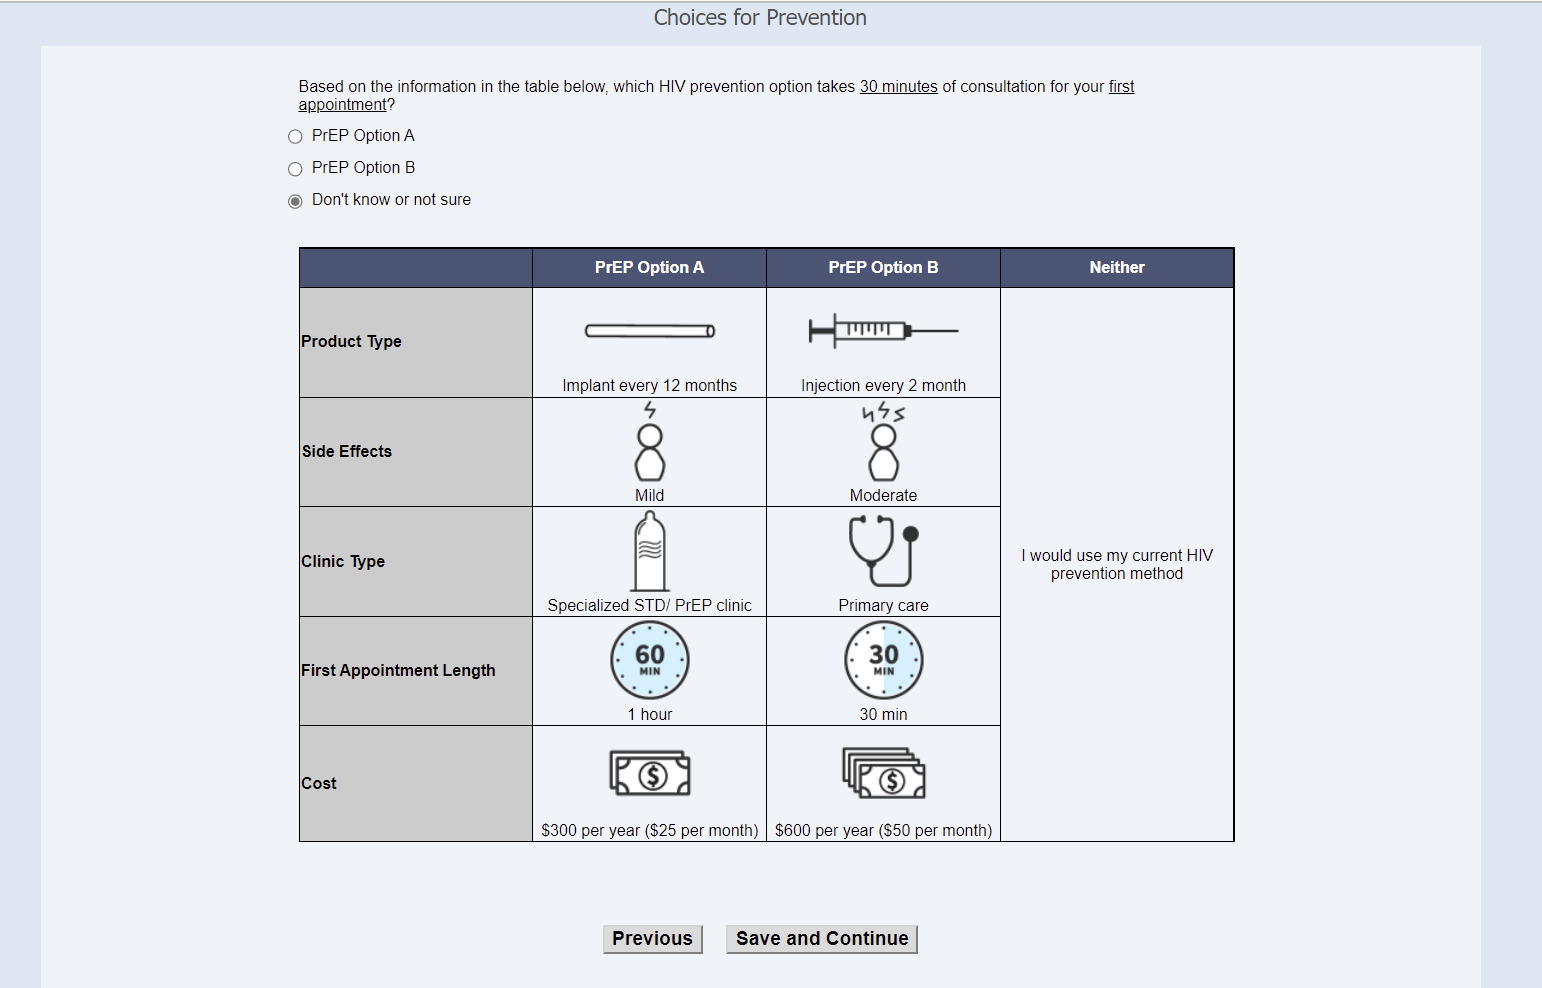 Choices for Prevention
Based on the information in the table below, which HIV prevention option takes 30 minutes of consultation for your first
appointment?
PrEP Option A
PrEP Option B
Don't know or not sure
PrEP Option A PrEP Option B Neither
Product Type
Implant every 12 months Injection every 2 month
Side Effects
Mild Moderate
Clinic Type
Specialized STD/ PrEP clinic Primary care
I would use my current HIV
prevention method
First Appointment Length
60 MIN 30 MIN
1 hour 30 min
Cost
$300 per year ($25 per month) $600 per year ($50 per month)
Previous Save and Continue